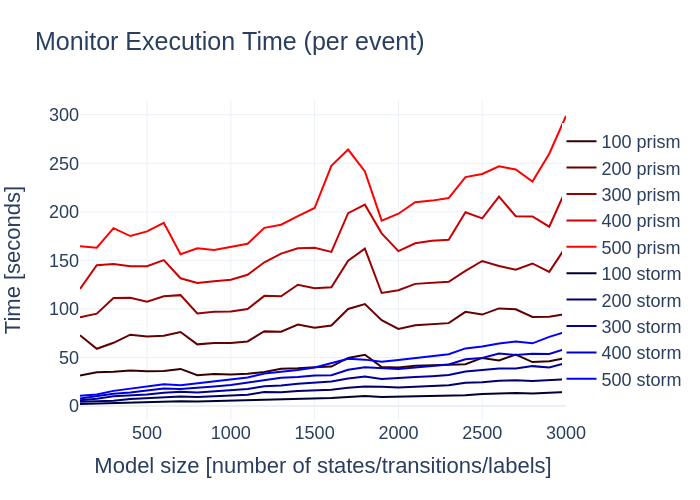 Monitor Execution Time (per event)
Time [seconds]
300
250
200
150
100
50
0
500
1000
1500
2000
2500
3000
Model size [number of states/transitions/labels]
100 prism
200 prism
300 prism
400 prism
500 prism
100 storm
200 storm
300 storm
400 storm
500 storm